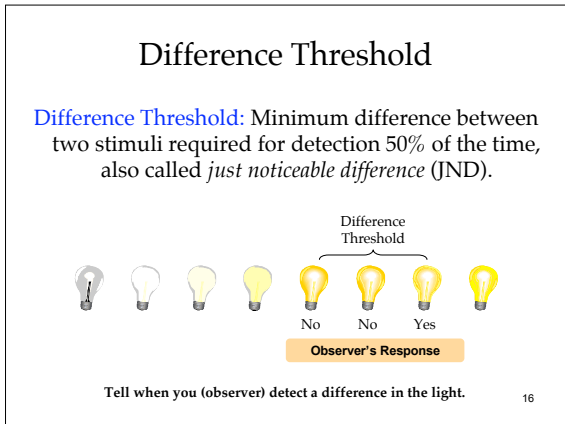 Difference Threshold
Difference Threshold: Minimum difference between
two stimuli required for detection 50% of the time,
also called just noticeable difference (JND).
Difference
Threshold
No No Yes
Observer's Response
Tell when you (observer) detect a difference in the light.
16